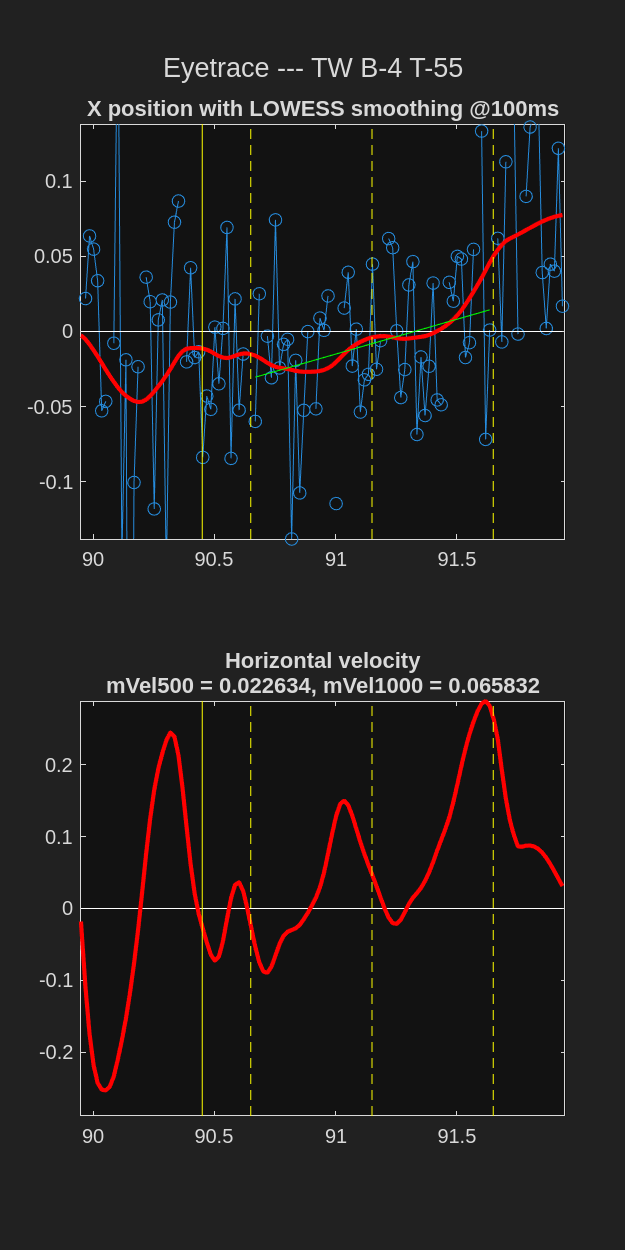 Eyetrace --- TW B-4 T-55
X position with LOWESS smoothing @100ms
0.1
0.05
0
-0.05
-0.1
90 90.5 91 91.5
Horizontal velocity
mVel500 = 0.022634, mVel1000 = 0.065832
0.2
0.1
0
-0.1
-0.2
90 90.5 91 91.5